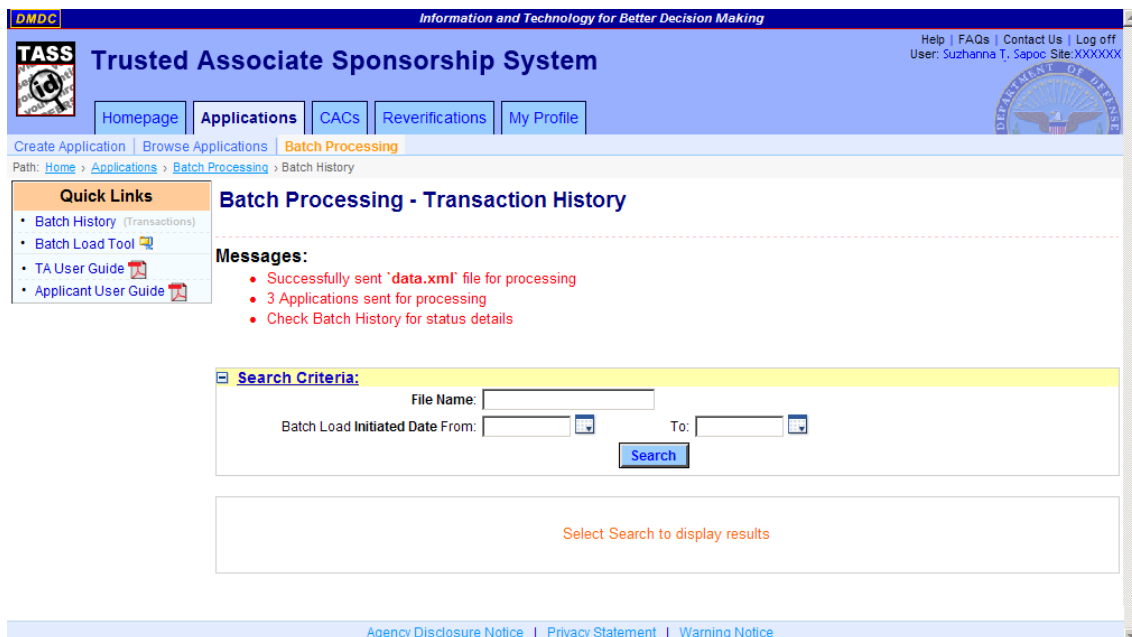 DMDC
Information and Technology for Better Decision Making
Help | FAQs | Contact Us | Log off
User: Suzhanna T. Sapoc Site:XXXXXX
TASS
id
Trusted Associate Sponsorship System
DEPARTMENT OF DEFENSE
Homepage Applications CACs Reverifications My Profile
Create Application | Browse Applications | Batch Processing
Path: Home > Applications > Batch Processing > Batch History
Quick Links
• Batch History (Transactions)
• Batch Load Tool
• TA User Guide
• Applicant User Guide
Batch Processing - Transaction History
Messages:
• Successfully sent `data.xml` file for processing
• 3 Applications sent for processing
• Check Batch History for status details
Search Criteria:
File Name:
Batch Load Initiated Date From: To:
Search
Select Search to display results
Agency Disclosure Notice | Privacy Statement | Warning Notice